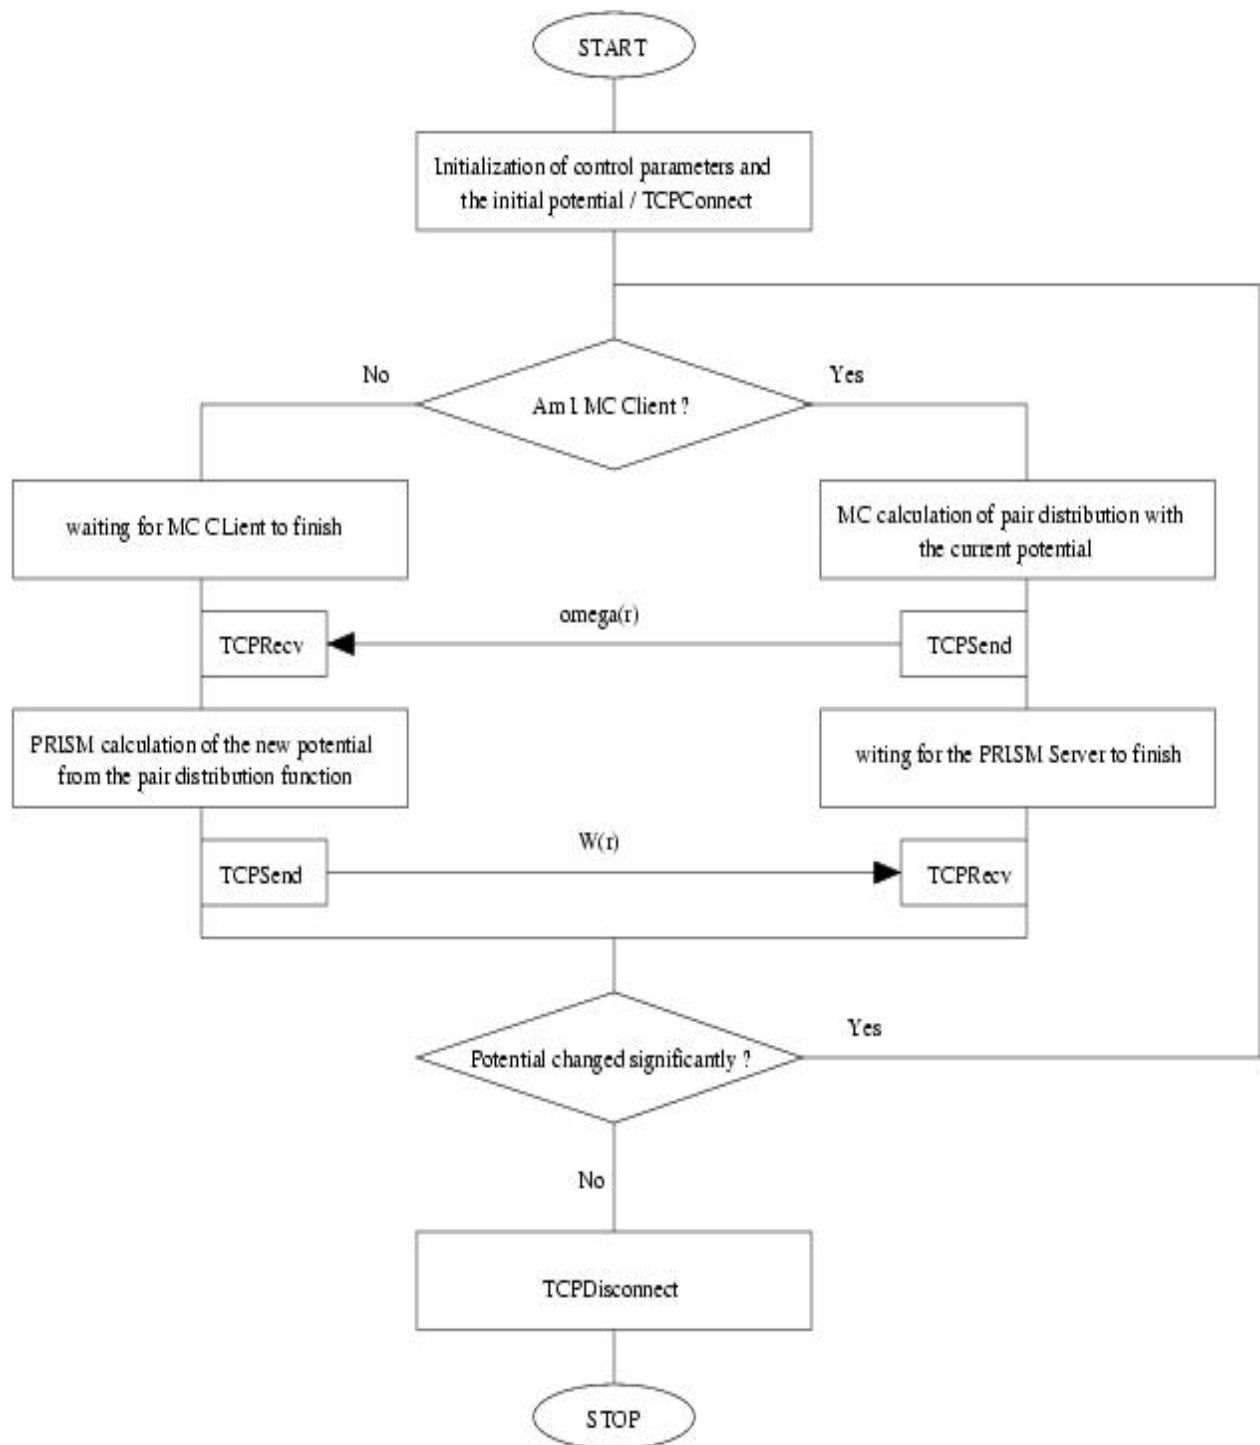 START
Initialization of control parameters and
the initial potential / TCPConnect
No
Yes
Am I MC Client ?
waiting for MC CLient to finish
MC calculation of pair distribution with
the current potential
omega(r)
TCPRecv
TCPSend
PRISM calculation of the new potential
from the pair distribution function
witing for the PRISM Server to finish
W(r)
TCPSend
TCPRecv
Yes
Potential changed significantly ?
No
TCPDisconnect
STOP